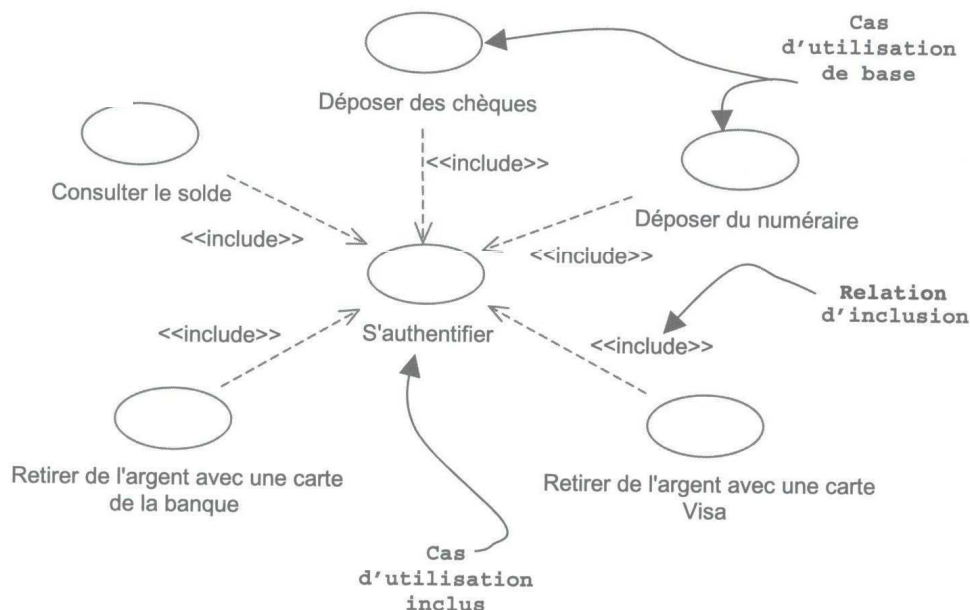 Cas
d'utilisation
de base
Déposer des chèques
<<include>>
Consulter le solde
<<include>>
Déposer du numéraire
<<include>>
Relation
d'inclusion
<<include>>
S'authentifier
<<include>>
Retirer de l'argent avec une carte
de la banque
Retirer de l'argent avec une carte
Visa
Cas
d'utilisation
inclus